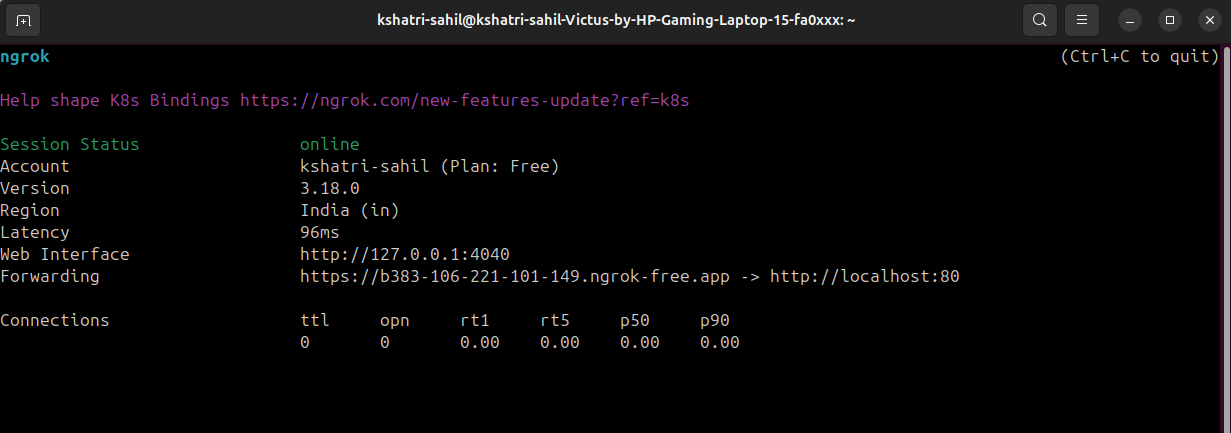 kshatri-sahil@kshatri-sahil-Victus-by-HP-Gaming-Laptop-15-fa0xxx: ~
ngrok (Ctrl+C to quit)
Help shape K8s Bindings https://ngrok.com/new-features-update?ref=k8s
Session Status online
Account kshatri-sahil (Plan: Free)
Version 3.18.0
Region India (in)
Latency 96ms
Web Interface http://127.0.0.1:4040
Forwarding https://b383-106-221-101-149.ngrok-free.app -> http://localhost:80
Connections ttl opn rt1 rt5 p50 p90
0 0 0.00 0.00 0.00 0.00